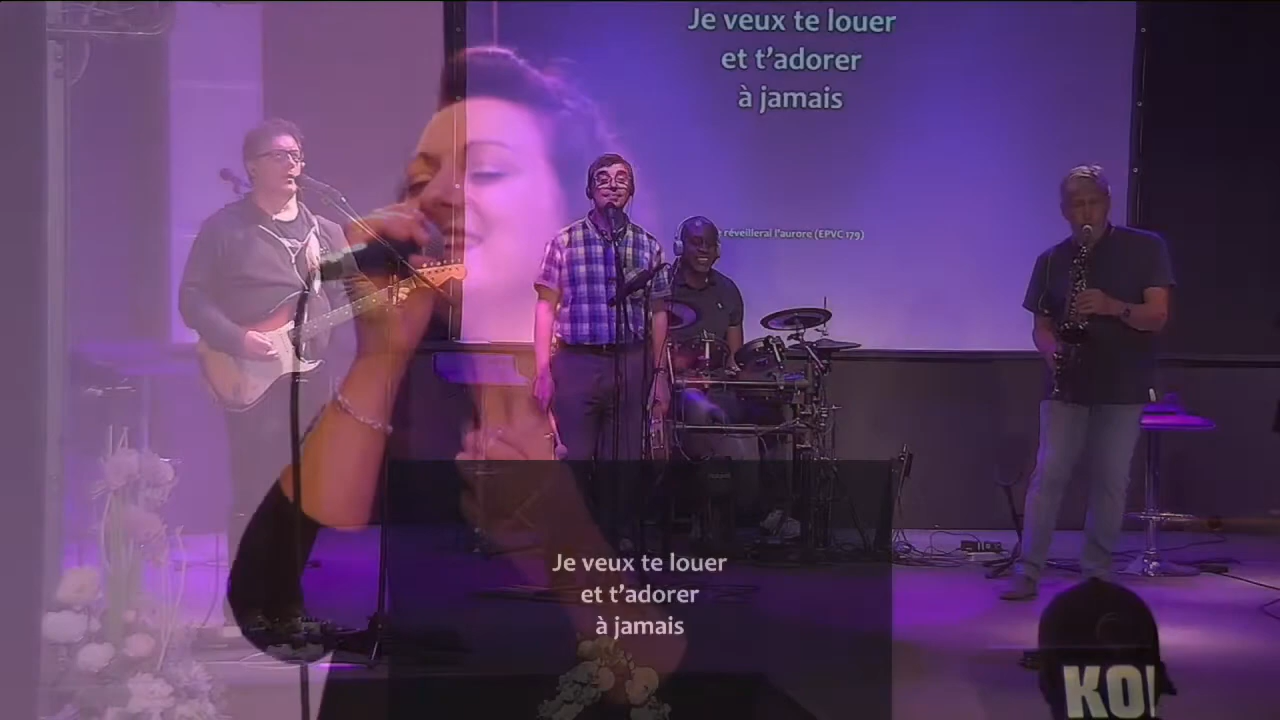 Je veux te louer
et t'adorer
à jamais
réveillerai l'aurore (EPVC 179)
Je veux te louer
et t'adorer
à jamais
KO